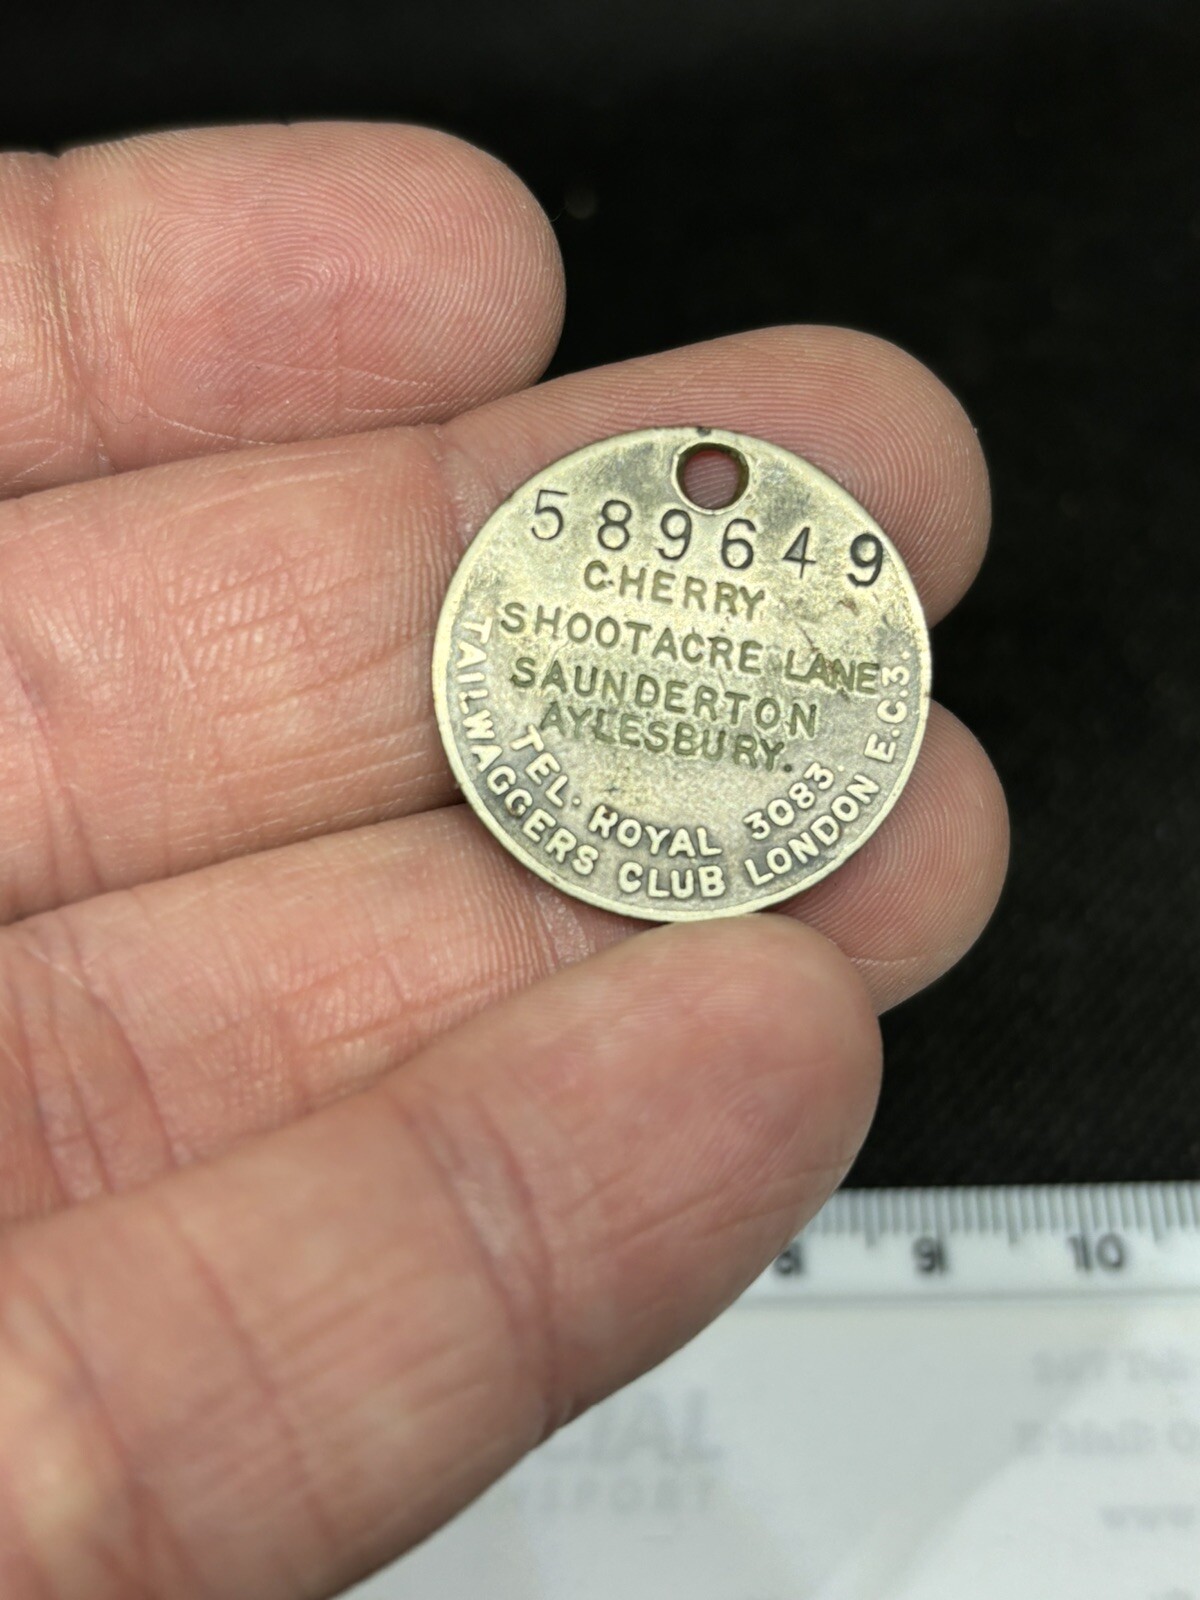 589649
CHERRY
SHOOTACRE LANE
SAUNDERTON
AYLESBURY.
TEL. ROYAL 3083.
TAILWAGGERS CLUB LONDON E.C.3.
9
10